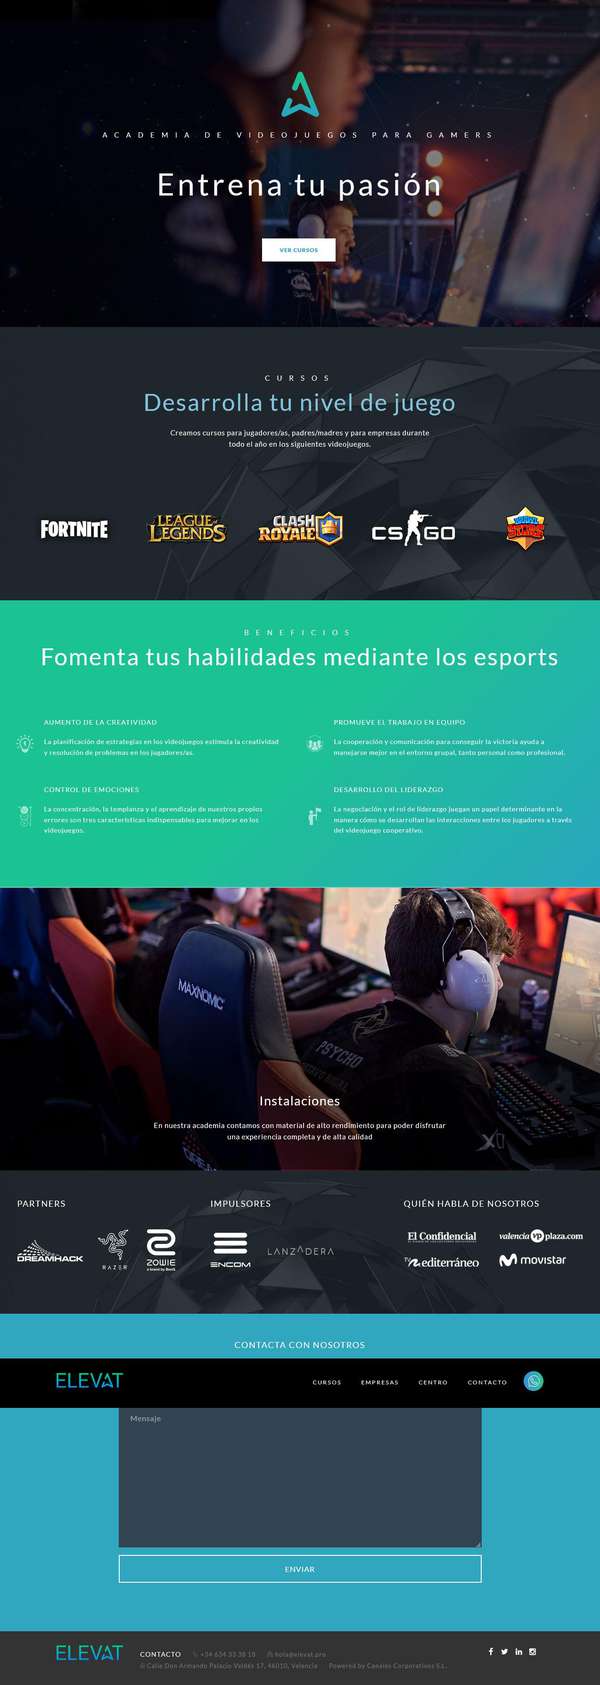 ACADEMIA DE VIDEOJUEGOS PARA GAMERS
Entrena tu pasión
VER CURSOS
CURSOS
Desarrolla tu nivel de juego
Creamos cursos para jugadores/as, padres/madres y para empresas durante
todo el año en los siguientes videojuegos.
FORTNITE
LEAGUE OF
LEGENDS
CLASH
ROYALE
CS GO
BRAWL
STARS
BENEFICIOS
Fomenta tus habilidades mediante los esports
AUMENTO DE LA CREATIVIDAD
La planificación de estrategias en los videojuegos estimula la creatividad
y resolución de problemas en los jugadores/as.
PROMUEVE EL TRABAJO EN EQUIPO
La cooperación y comunicación para conseguir la victoria ayuda a
manejarse mejor en el entorno grupal, tanto personal como profesional.
CONTROL DE EMOCIONES
La concentración, la templanza y el aprendizaje de nuestros propios
errores son tres características indispensables para mejorar en los
videojuegos.
DESARROLLO DEL LIDERAZGO
La negociación y el rol de liderazgo juegan un papel determinante en la
manera cómo se desarrollan las interacciones entre los jugadores a través
del videojuego cooperativo.
MAXNOMIC
PSYCHO
Instalaciones
En nuestra academia contamos con material de alto rendimiento para poder disfrutar
una experiencia completa y de alta calidad
DREAM
PARTNERS
DREAMHACK
RAZER
ZOWIE
a brand by BenQ
IMPULSORES
ENCOM
LANZADERA
QUIÉN HABLA DE NOSOTROS
El Confidencial
valencia vp plaza.com
TV mediterráneo
movistar
CONTACTA CON NOSOTROS
ELEVAT
CURSOS
EMPRESAS
CENTRO
CONTACTO
Mensaje
ENVIAR
ELEVAT
CONTACTO +34 634 33 38 18 hola@elevat.pro
Calle Don Armando Palacio Valdés 17, 46010, Valencia Powered by Canales Corporativos S.L.